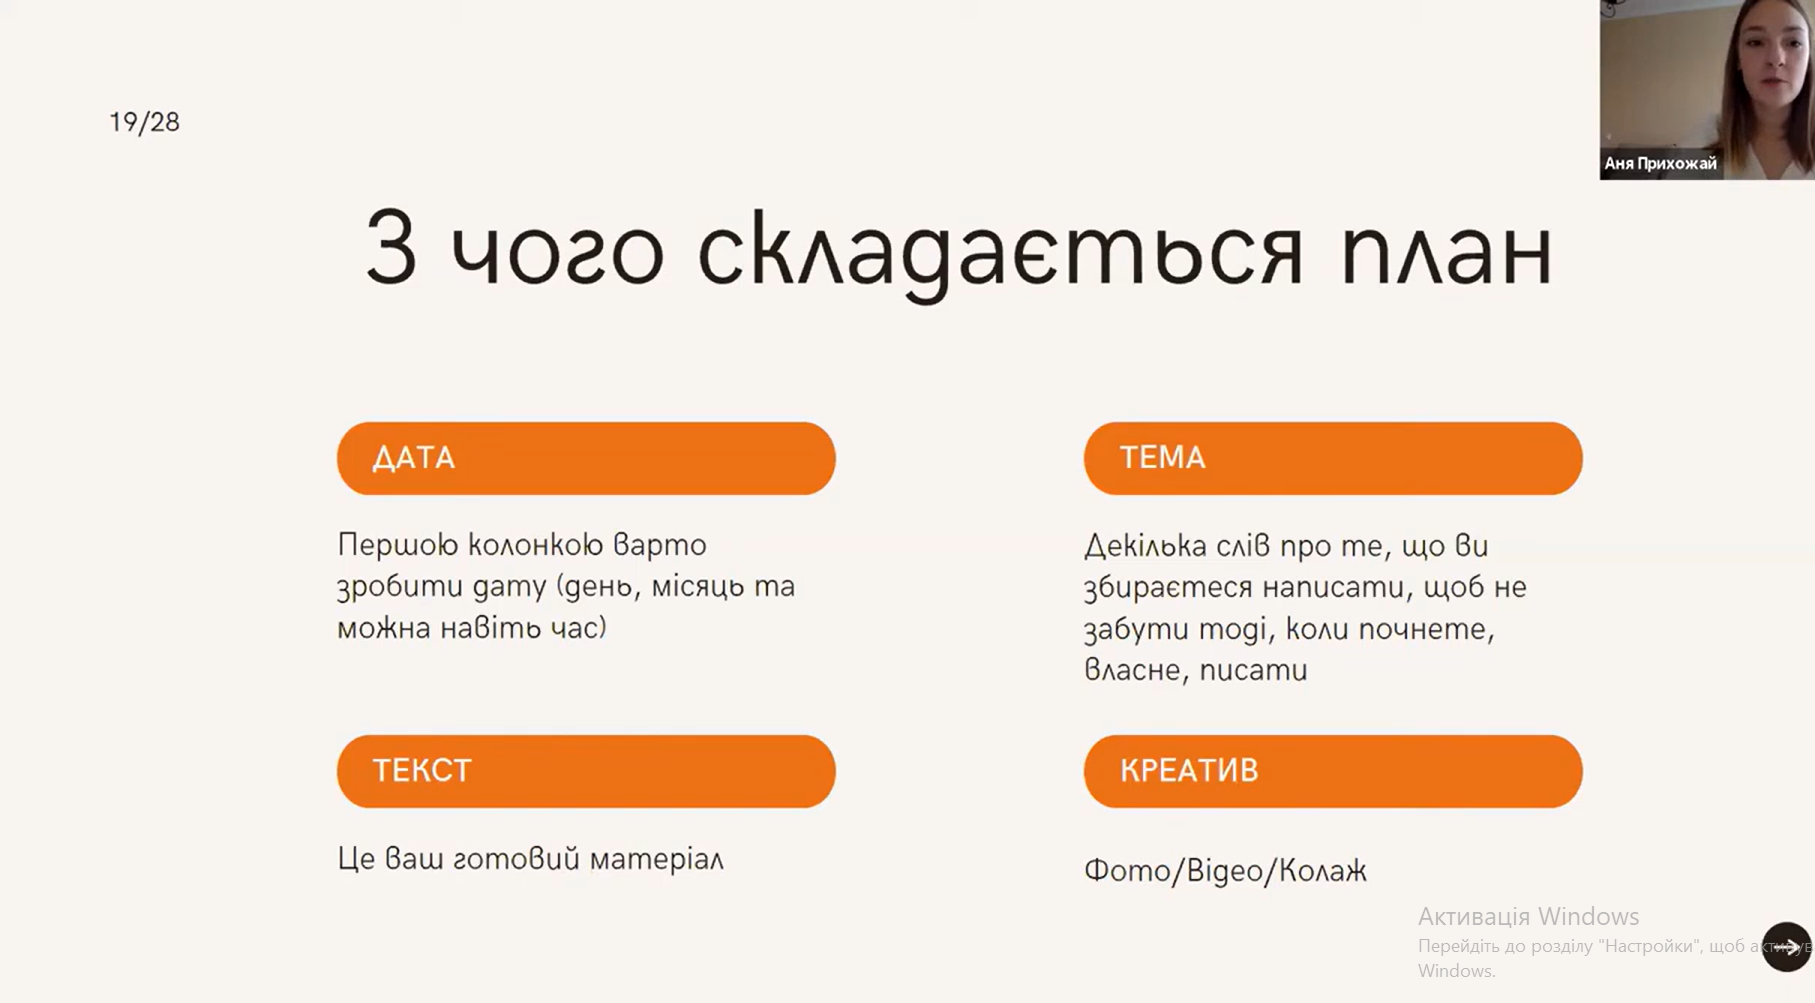 19/28
Аня Прихожай
З чого складається план
ДАТА
Першою колонкою варто
зробити дату (день, місяць та
можна навіть час)
ТЕМА
Декілька слів про те, що ви
збираєтеся написати, щоб не
забути тоді, коли почнете,
власне, писати
ТЕКСТ
Це ваш готовий матеріал
КРЕАТИВ
Фото/Відео/Колаж
Активація Windows
Перейдіть до розділу "Настройки", щоб
Windows.